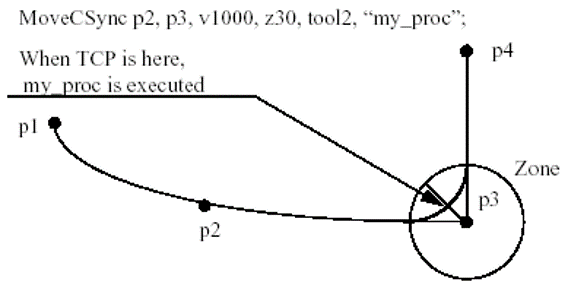 MoveCSync p2, p3, v1000, z30, tool2, “my_proc”;
When TCP is here,
my_proc is executed
p4
p1
Zone
p3
p2